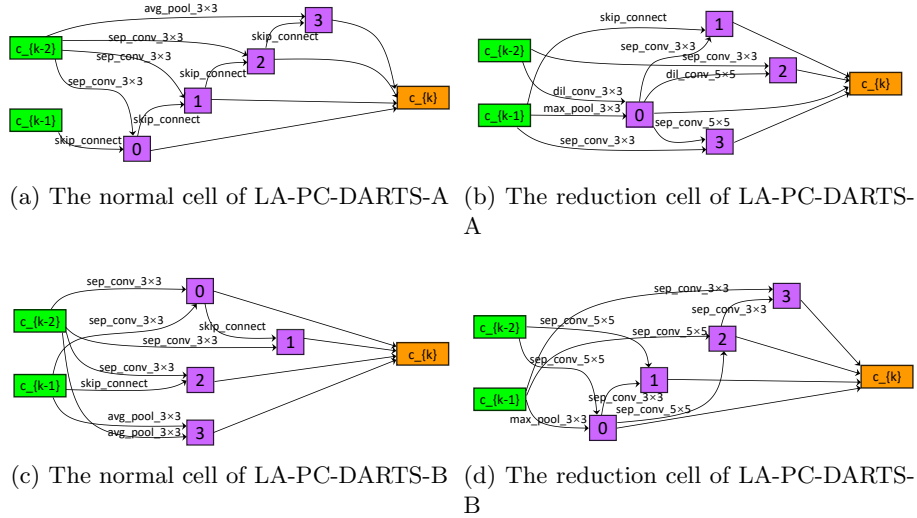 avg_pool_3×3
3
c_{k-2}
sep_conv_3×3
skip_connect
2
sep_conv_3×3
skip_connect
sep_conv_3×3
1
c_{k}
c_{k-1}
skip_connect
skip_connect
0
(a) The normal cell of LA-PC-DARTS-A
skip_connect
1
c_{k-2}
sep_conv_3×3
sep_conv_3×3
2
dil_conv_5×5
c_{k}
dil_conv_3×3
c_{k-1}
max_pool_3×3
0
sep_conv_5×5
sep_conv_3×3
3
(b) The reduction cell of LA-PC-DARTS-
A
sep_conv_3×3
0
c_{k-2}
sep_conv_3×3
skip_connect
sep_conv_3×3
1
c_{k}
sep_conv_3×3
c_{k-1}
skip_connect
2
avg_pool_3×3
avg_pool_3×3
3
(c) The normal cell of LA-PC-DARTS-B
sep_conv_3×3
3
sep_conv_3×3
c_{k-2}
sep_conv_5×5
sep_conv_5×5
2
sep_conv_5×5
c_{k}
1
c_{k-1}
sep_conv_3×3
sep_conv_5×5
max_pool_3×3
0
(d) The reduction cell of LA-PC-DARTS-
B